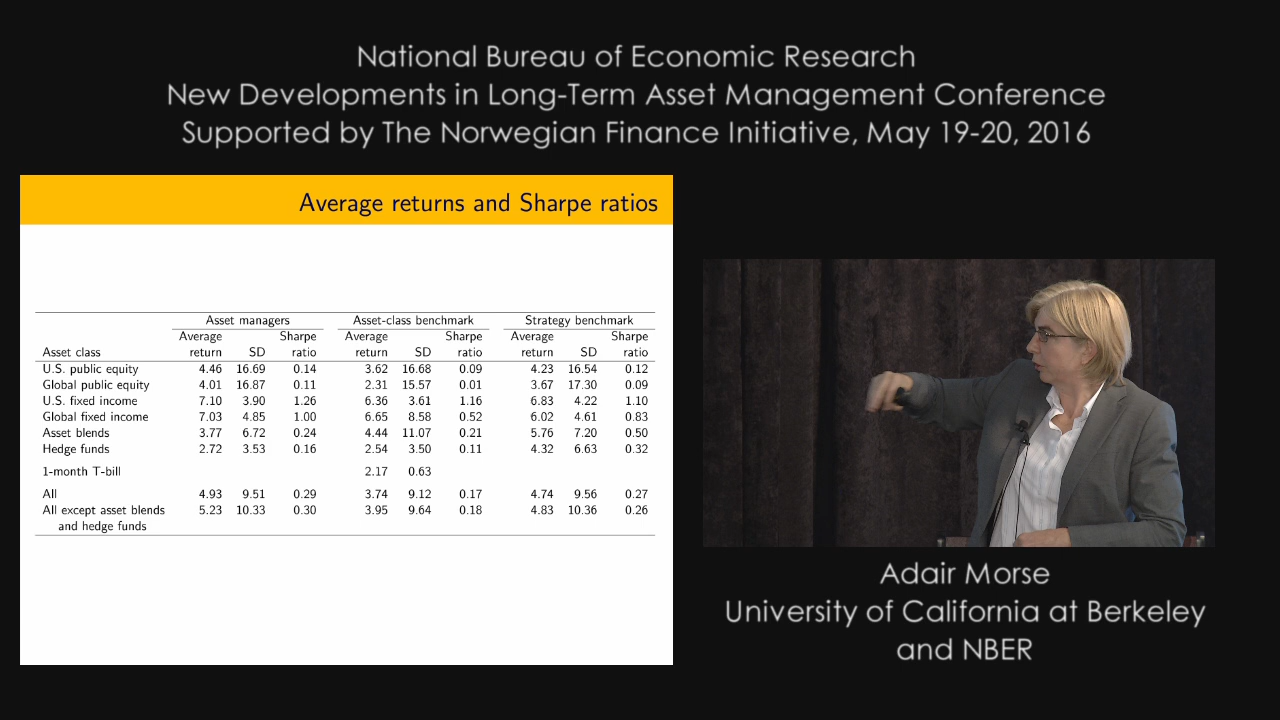 National Bureau of Economic Research
New Developments in Long-Term Asset Management Conference
Supported by The Norwegian Finance Initiative, May 19-20, 2016
Average returns and Sharpe ratios
Asset managers Asset-class benchmark Strategy benchmark
Average Sharpe Average Sharpe Average Sharpe
Asset class return SD ratio return SD ratio return SD ratio
U.S. public equity 4.46 16.69 0.14 3.62 16.68 0.09 4.23 16.54 0.12
Global public equity 4.01 16.87 0.11 2.31 15.57 0.01 3.67 17.30 0.09
U.S. fixed income 7.10 3.90 1.26 6.36 3.61 1.16 6.83 4.22 1.10
Global fixed income 7.03 4.85 1.00 6.65 8.58 0.52 6.02 4.61 0.83
Asset blends 3.77 6.72 0.24 4.44 11.07 0.21 5.76 7.20 0.50
Hedge funds 2.72 3.53 0.16 2.54 3.50 0.11 4.32 6.63 0.32
1-month T-bill 2.17 0.63
All 4.93 9.51 0.29 3.74 9.12 0.17 4.74 9.56 0.27
All except asset blends 5.23 10.33 0.30 3.95 9.64 0.18 4.83 10.36 0.26
and hedge funds
Adair Morse
University of California at Berkeley
and NBER